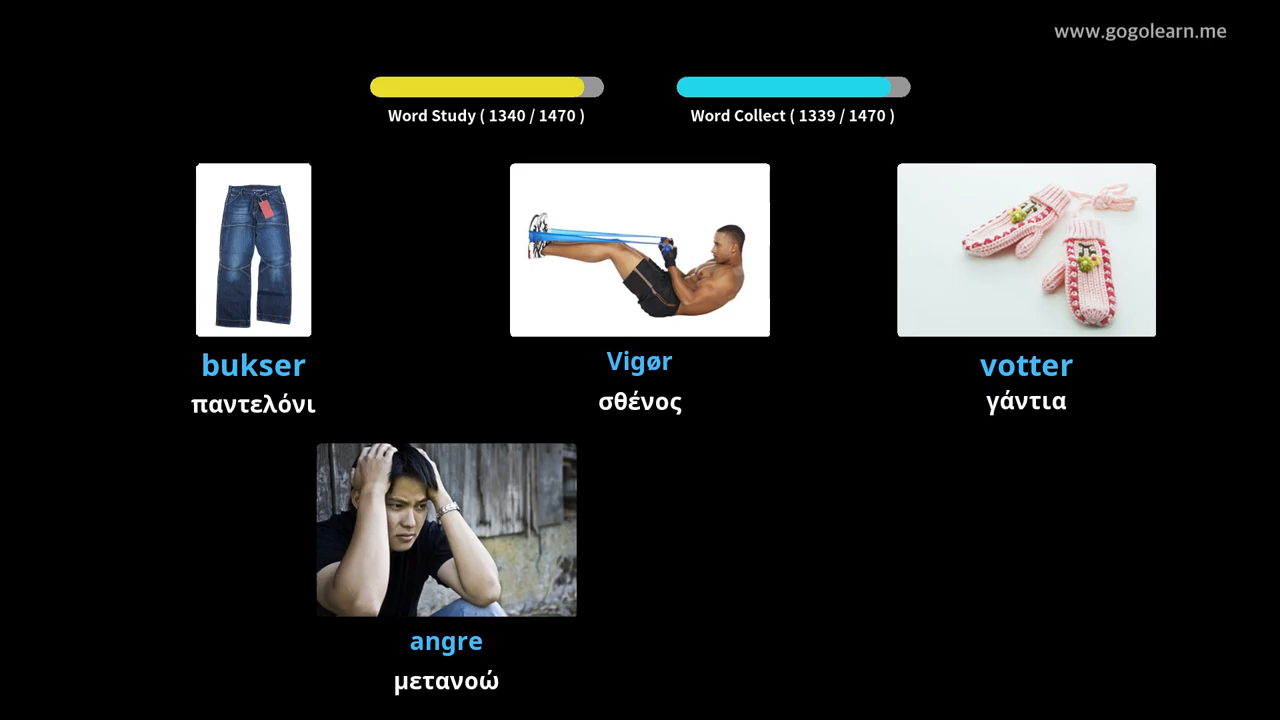 www.gogolearn.me
Word Study ( 1340 / 1470 )
Word Collect ( 1339 / 1470 )
bukser
παντελόνι
Vigør
σθένος
votter
γάντια
angre
μετανοώ